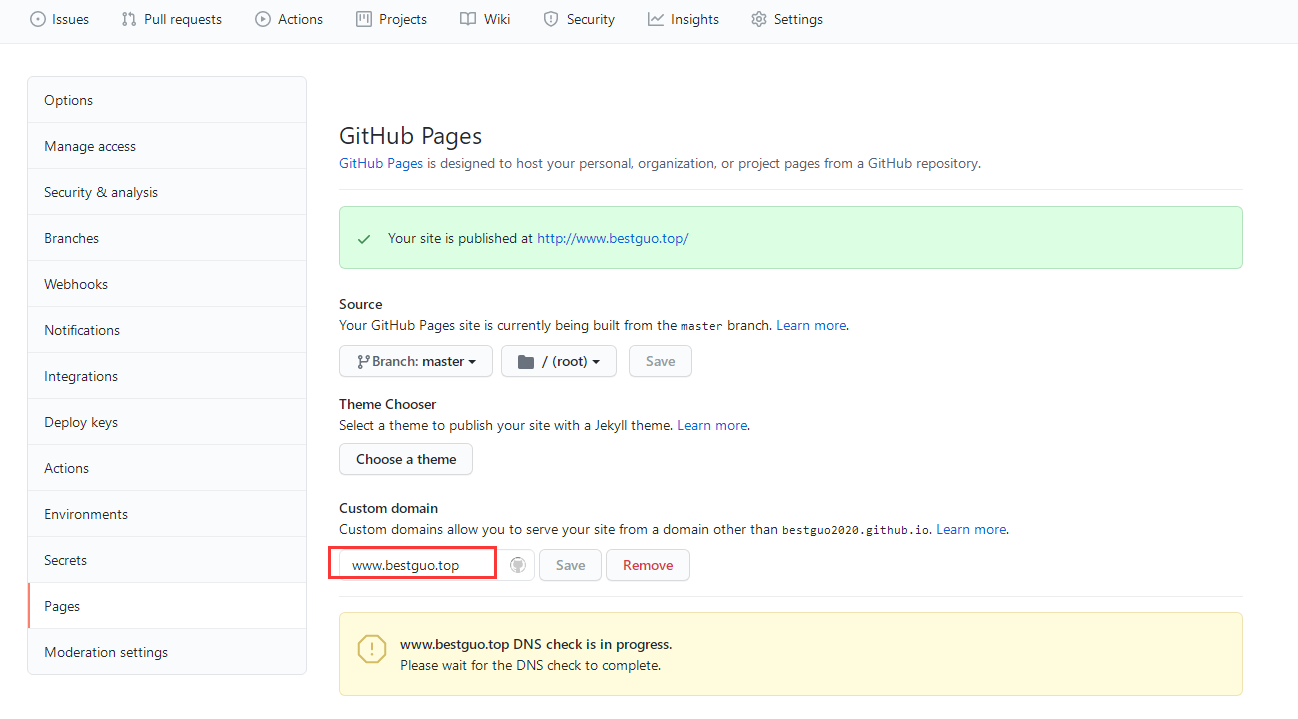 Issues Pull requests Actions Projects Wiki Security Insights Settings
Options
Manage access
Security & analysis
Branches
Webhooks
Notifications
Integrations
Deploy keys
Actions
Environments
Secrets
Pages
Moderation settings
GitHub Pages
GitHub Pages is designed to host your personal, organization, or project pages from a GitHub repository.
Your site is published at http://www.bestguo.top/
Source
Your GitHub Pages site is currently being built from the master branch. Learn more.
Branch: master / (root) Save
Theme Chooser
Select a theme to publish your site with a Jekyll theme. Learn more.
Choose a theme
Custom domain
Custom domains allow you to serve your site from a domain other than bestguo2020.github.io. Learn more.
www.bestguo.top Save Remove
www.bestguo.top DNS check is in progress.
Please wait for the DNS check to complete.